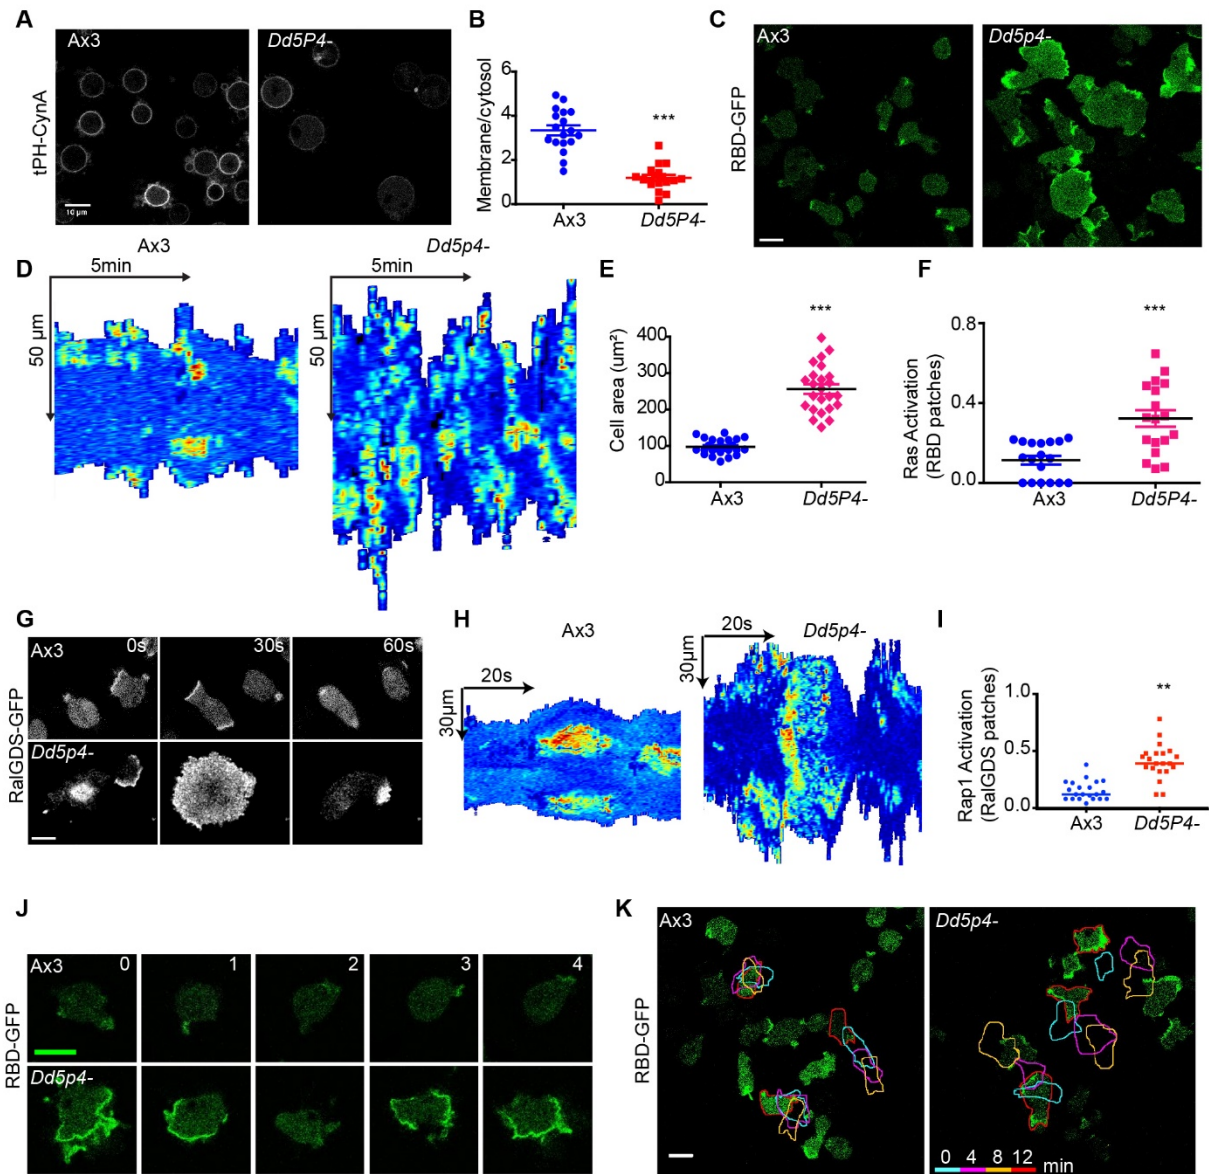 A
Ax3
Dd5P4-
tPH-CynA
10 µm
B
Membrane/cytosol
6
4
2
0
***
Ax3
Dd5P4-
C
Ax3
Dd5p4-
RBD-GFP
D
Ax3
Dd5p4-
5min
5min
50 µm
50 µm
E
Cell area (um²)
400
300
200
100
0
***
Ax3
Dd5P4-
F
Ras Activation
(RBD patches)
0.8
0.4
0.0
***
Ax3
Dd5P4-
G
Ax3
0s
30s
60s
Dd5p4-
RalGDS-GFP
H
Ax3
Dd5p4-
20s
20s
30µm
30µm
I
Rap1 Activation
(RalGDS patches)
1.0
0.5
0.0
**
Ax3
Dd5P4-
J
Ax3
0
1
2
3
4
Dd5p4-
RBD-GFP
K
Ax3
Dd5p4-
RBD-GFP
0 4 8 12
min